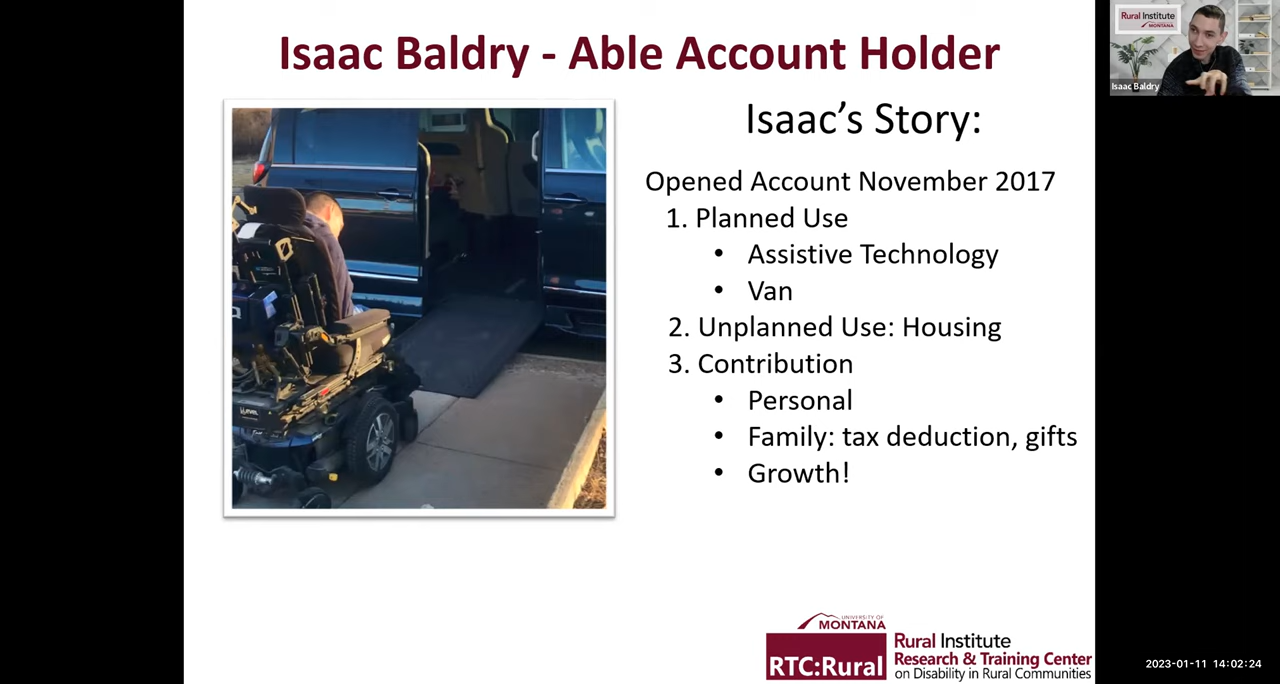 Isaac Baldry - Able Account Holder
Isaac's Story:
Opened Account November 2017
1. Planned Use
• Assistive Technology
• Van
2. Unplanned Use: Housing
3. Contribution
• Personal
• Family: tax deduction, gifts
• Growth!
UNIVERSITY OF
MONTANA
RTC:Rural
Rural Institute
Research & Training Center
on Disability in Rural Communities
Rural Institute
MONTANA
Isaac Baldry
2023-01-11 14:02:24